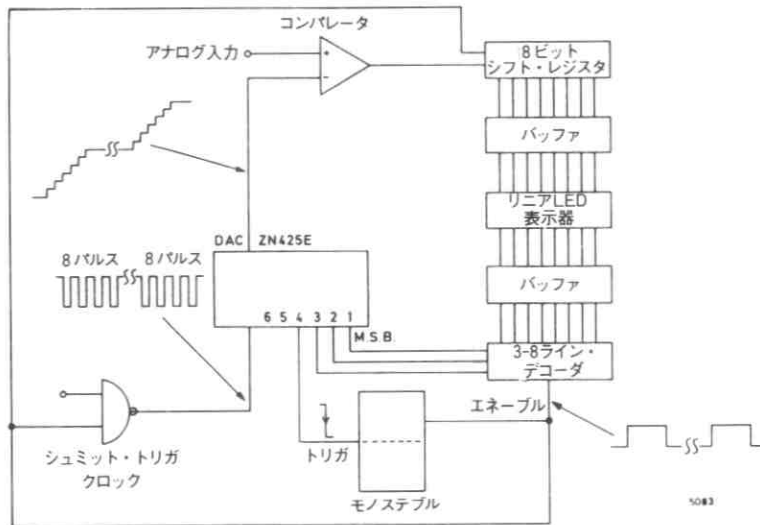 コンパレータ
アナログ入力
+
−
8ビット
シフト・レジスタ
バッファ
リニアLED
表示器
DAC ZN425E
8パルス 8パルス
バッファ
6 5 4 3 2 1
M.S.B.
3-8ライン・
デコーダ
エネーブル
トリガ
シュミット・トリガ
クロック
モノステブル
5083